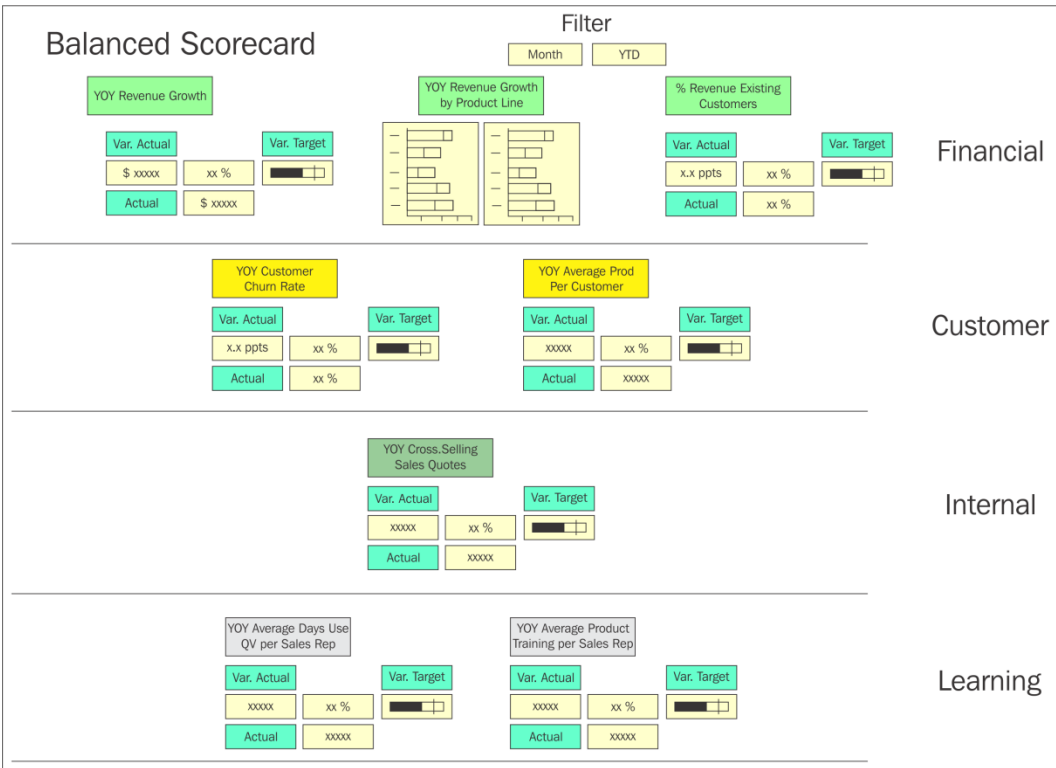 Balanced Scorecard
Filter
Month
YTD
YOY Revenue Growth
YOY Revenue Growth
by Product Line
% Revenue Existing
Customers
Var. Actual
Var. Target
$ xxxxx
xx %
Actual
$ xxxxx
Var. Actual
Var. Target
x.x ppts
xx %
Actual
xx %
Financial
YOY Customer
Churn Rate
Var. Actual
Var. Target
x.x ppts
xx %
Actual
xx %
YOY Average Prod
Per Customer
Var. Actual
Var. Target
xxxxx
xx %
Actual
xxxxx
Customer
YOY Cross.Selling
Sales Quotes
Var. Actual
Var. Target
xxxxx
xx %
Actual
xxxxx
Internal
YOY Average Days Use
QV per Sales Rep
Var. Actual
Var. Target
xxxxx
xx %
Actual
xxxxx
YOY Average Product
Training per Sales Rep
Var. Actual
Var. Target
xxxxx
xx %
Actual
xxxxx
Learning